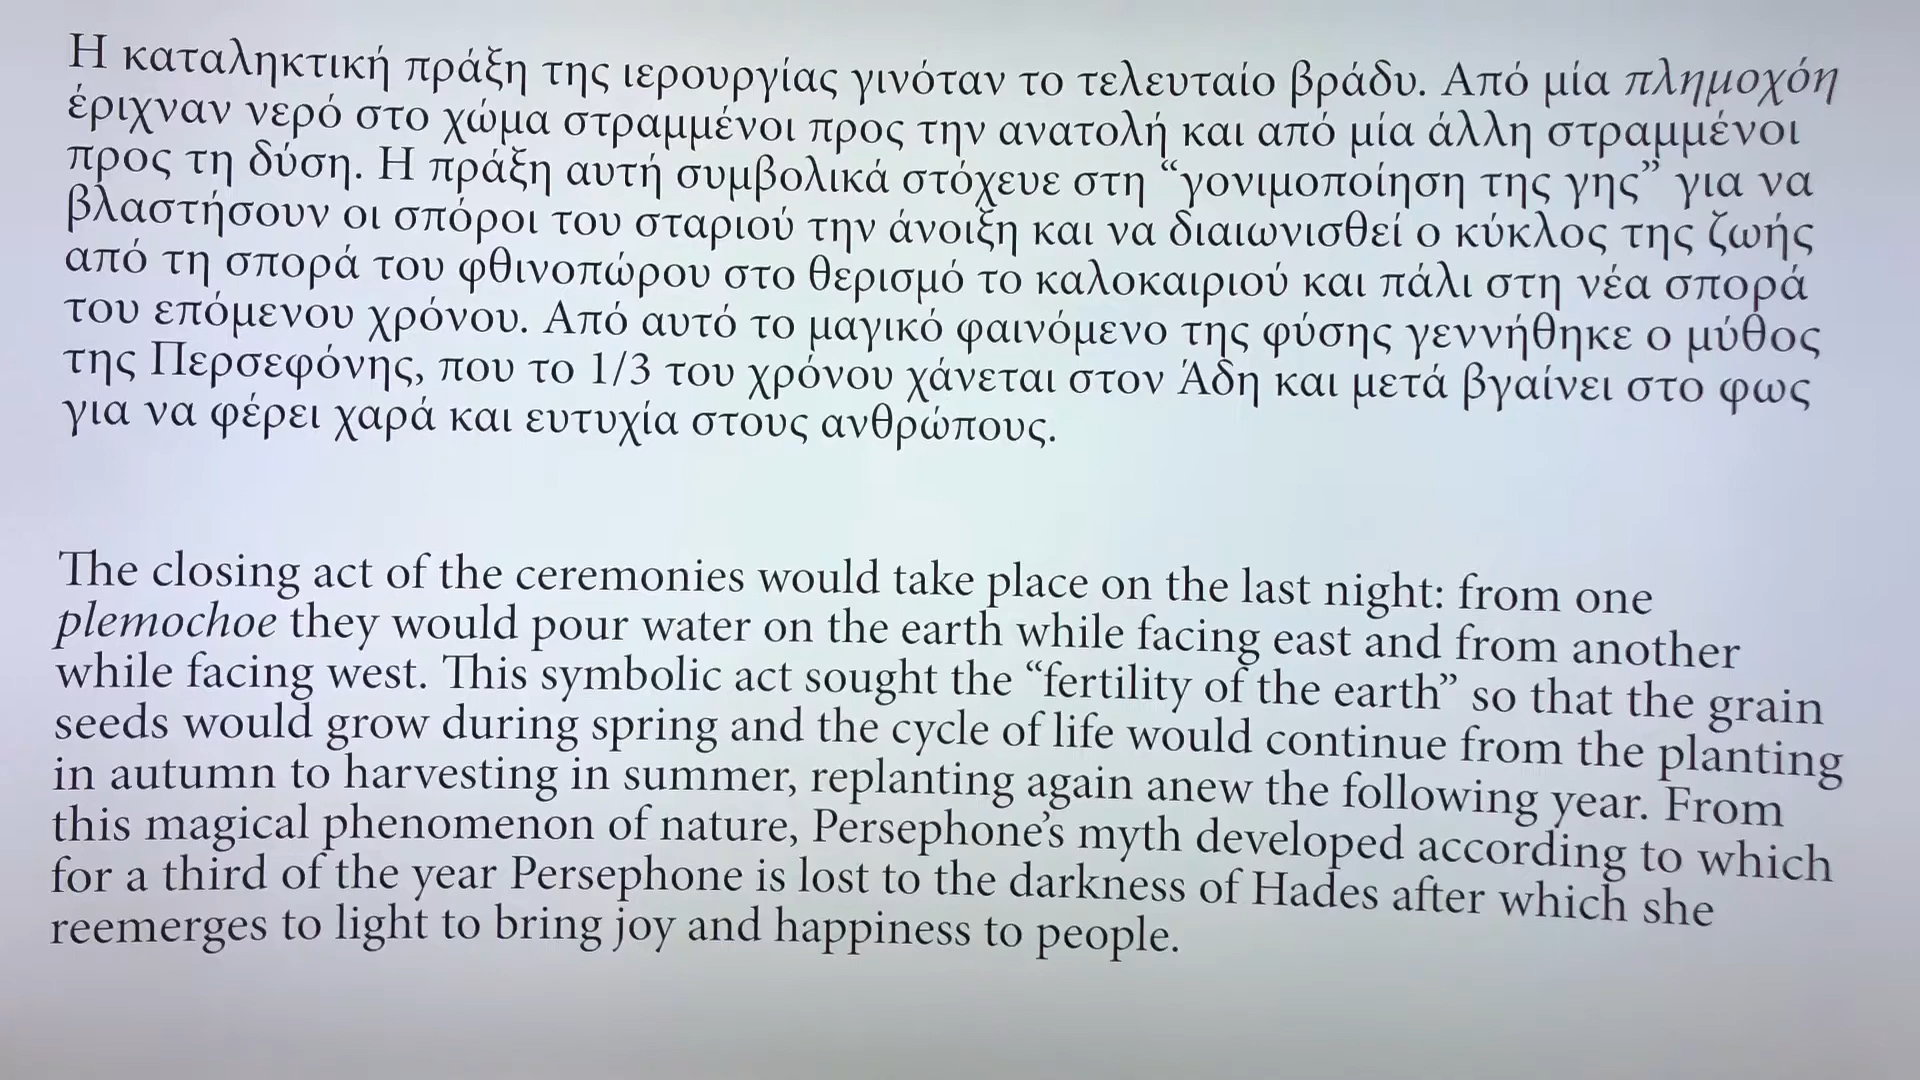 Η καταληκτική πράξη της ιερουργίας γινόταν το τελευταίο βράδυ. Από μία πλημοχόη
έριχναν νερό στο χώμα στραμμένοι προς την ανατολή και από μία άλλη στραμμένοι
προς τη δύση. Η πράξη αυτή συμβολικά στόχευε στη “γονιμοποίηση της γης” για να
βλαστήσουν οι σπόροι του σταριού την άνοιξη και να διαιωνισθεί ο κύκλος της ζωής
από τη σπορά του φθινοπώρου στο θερισμό το καλοκαιριού και πάλι στη νέα σπορά
του επόμενου χρόνου. Από αυτό το μαγικό φαινόμενο της φύσης γεννήθηκε ο μύθος
της Περσεφόνης, που το 1/3 του χρόνου χάνεται στον Άδη και μετά βγαίνει στο φως
για να φέρει χαρά και ευτυχία στους ανθρώπους.
The closing act of the ceremonies would take place on the last night: from one
plemochoe they would pour water on the earth while facing east and from another
while facing west. This symbolic act sought the “fertility of the earth” so that the grain
seeds would grow during spring and the cycle of life would continue from the planting
in autumn to harvesting in summer, replanting again anew the following year. From
this magical phenomenon of nature, Persephone’s myth developed according to which
for a third of the year Persephone is lost to the darkness of Hades after which she
reemerges to light to bring joy and happiness to people.